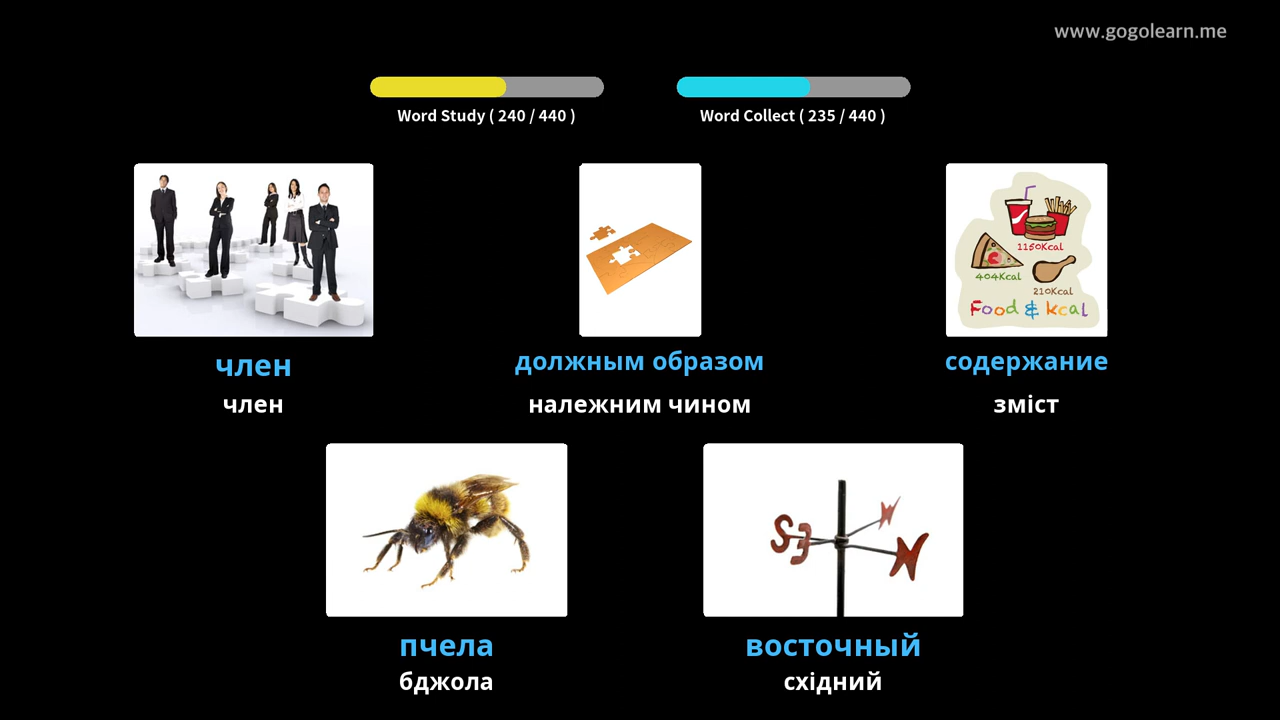 www.gogolearn.me
Word Study ( 240 / 440 )
Word Collect ( 235 / 440 )
1150Kcal
404Kcal
210Kcal
Food & kcal
член
должным образом
содержание
член
належним чином
зміст
S E N W
пчела
восточный
бджола
східний